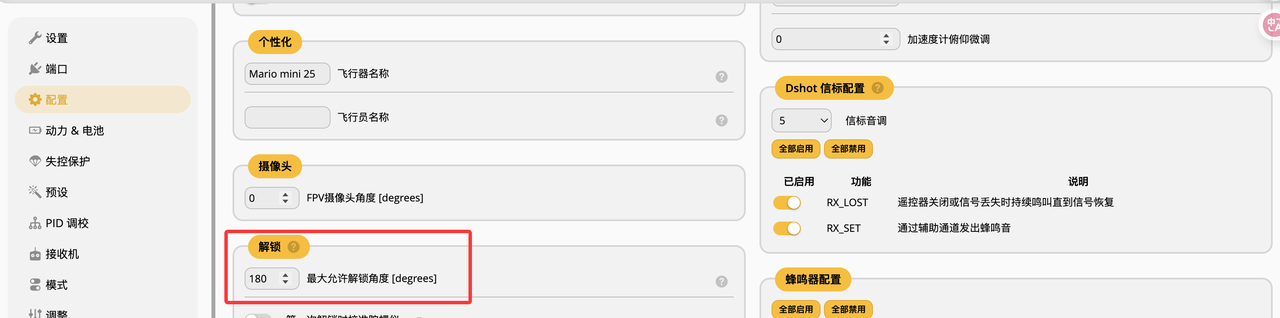 设置
端口
配置
动力 & 电池
失控保护
预设
PID 调校
接收机
模式
调整
个性化
Mario mini 25 飞行器名称
飞行员名称
摄像头
0 FPV摄像头角度 [degrees]
解锁
180 最大允许解锁角度 [degrees]
0 加速度计俯仰微调
Dshot 信标配置
5 信标音调
全部启用 全部禁用
已启用 功能 说明
RX_LOST 遥控器关闭或信号丢失时持续鸣叫直到信号恢复
RX_SET 通过辅助通道发出蜂鸣音
蜂鸣器配置
全部启用 全部禁用